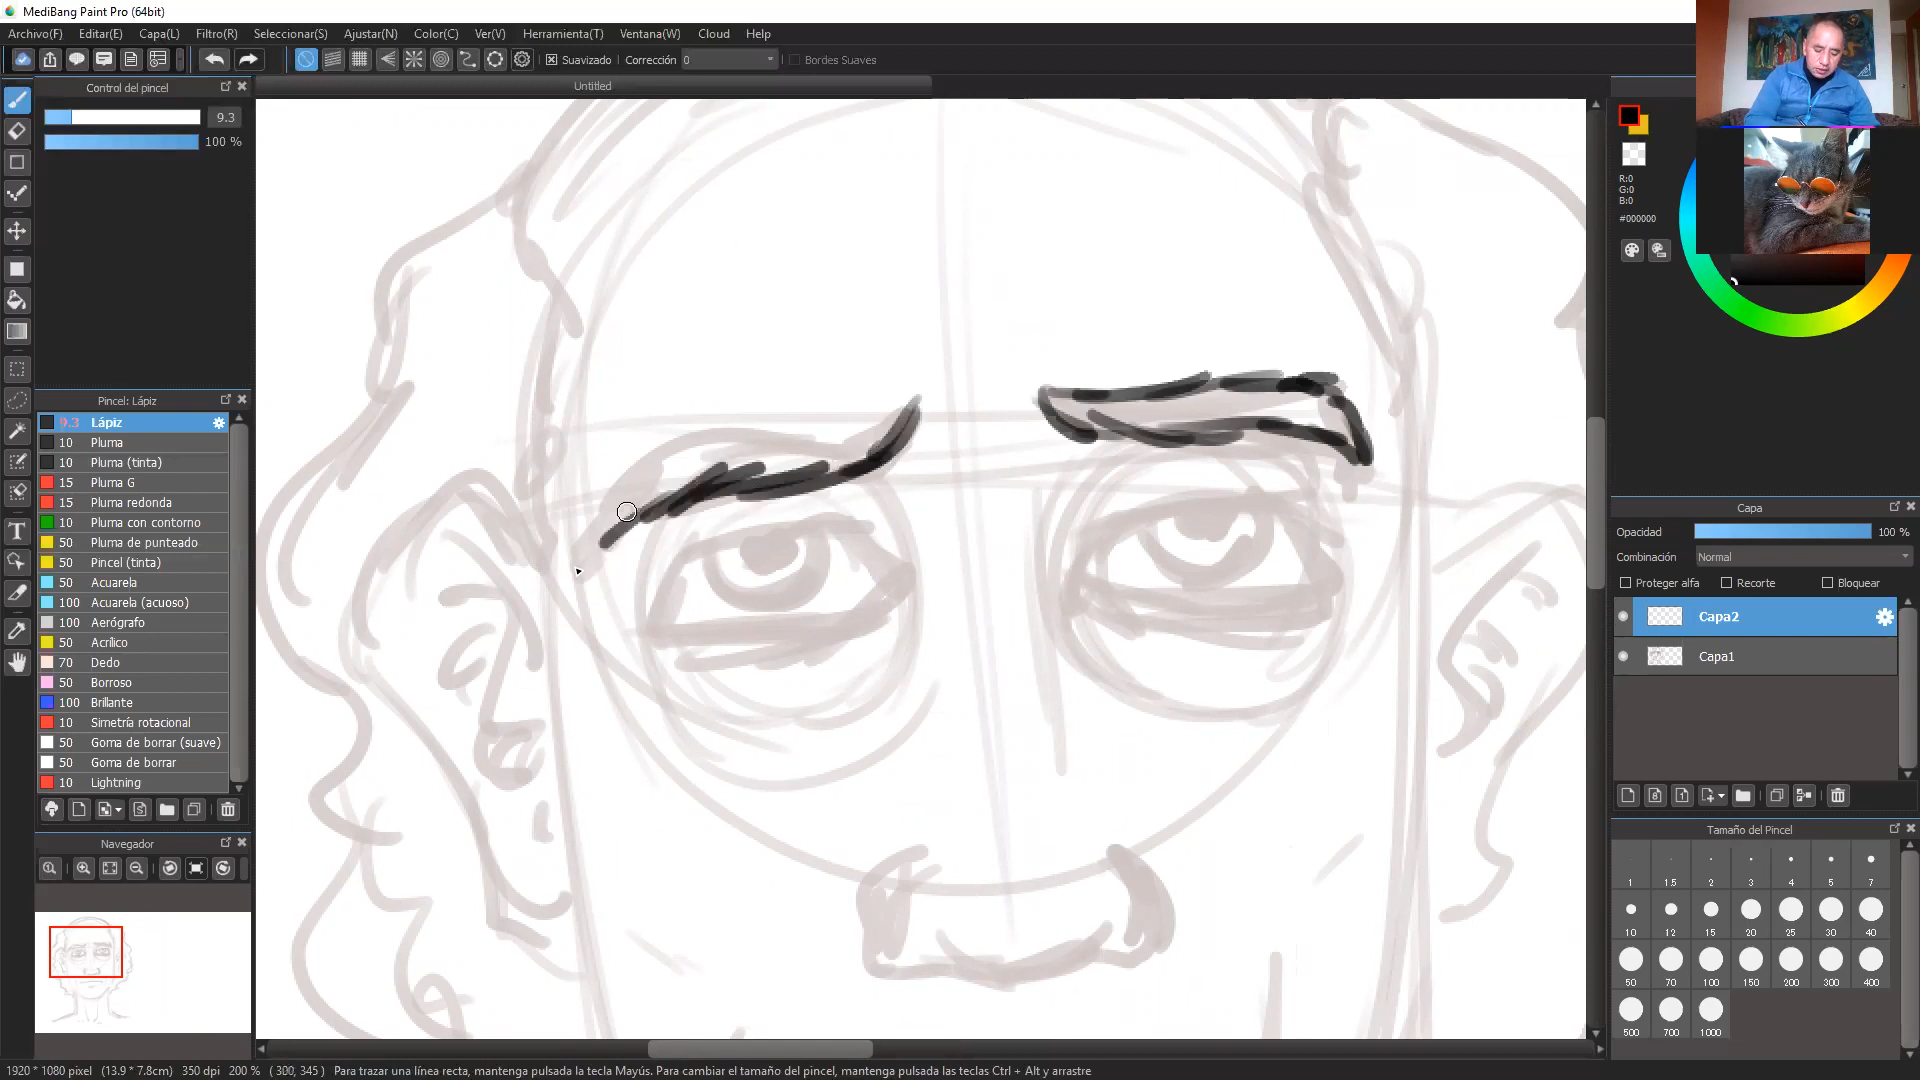 MediBang Paint Pro (64bit)
Archivo(F) Editar(E) Capa(L) Filtro(R) Seleccionar(S) Ajustar(N) Color(C) Ver(V) Herramienta(T) Ventana(W) Cloud Help
Suavizado Corrección 0 Bordes Suaves
Control del pincel
Untitled
9.3
100 %
R:0
G:0
B:0
#000000
Pincel: Lápiz
9.3 Lápiz
10 Pluma
10 Pluma (tinta)
15 Pluma G
15 Pluma redonda
10 Pluma con contorno
50 Pluma de punteado
50 Pincel (tinta)
50 Acuarela
100 Acuarela (acuoso)
100 Aerógrafo
50 Acrílico
70 Dedo
50 Borroso
100 Brillante
10 Simetría rotacional
50 Goma de borrar (suave)
50 Goma de borrar
10 Lightning
Capa
Opacidad 100 %
Combinación Normal
Proteger alfa Recorte Bloquear
Capa2
Capa1
Navegador
Tamaño del Pincel
1 1.5 2 3 4 5 7
10 12 15 20 25 30 40
50 70 100 150 200 300 400
500 700 1000
1920 * 1080 pixel (13.9 * 7.8cm) 350 dpi 200 % ( 300, 345 ) Para trazar una línea recta, mantenga pulsada la tecla Mayús. Para cambiar el tamaño del pincel, mantenga pulsadas las teclas Ctrl + Alt y arrastre